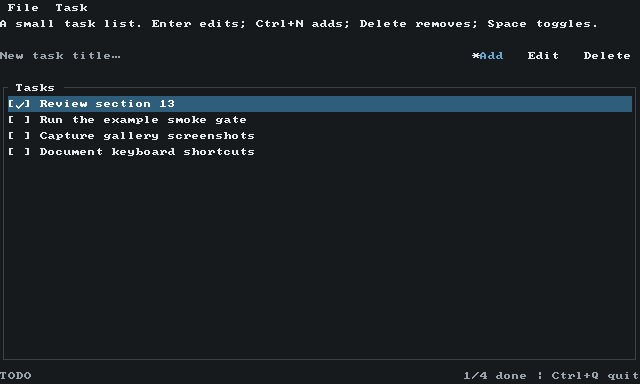 File  Task
A small task list. Enter edits; Ctrl+N adds; Delete removes; Space toggles.
New task title…  *Add  Edit  Delete
Tasks
[✓] Review section 13
[ ] Run the example smoke gate
[ ] Capture gallery screenshots
[ ] Document keyboard shortcuts
TODO  1/4 done ¦ Ctrl+Q quit